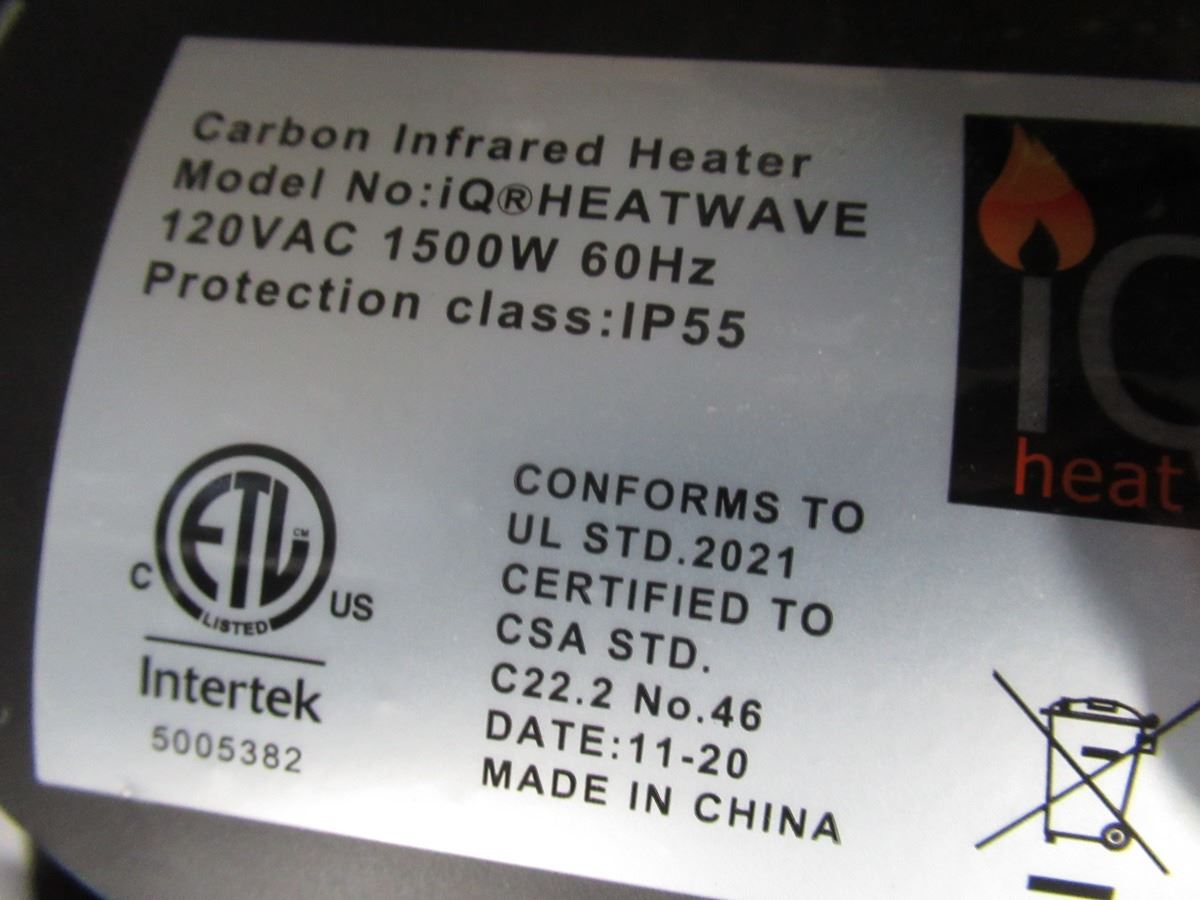 Carbon Infrared Heater
Model No:iQ®HEATWAVE
120VAC 1500W 60Hz
Protection class:IP55
iQ
heat
ETL CM
LISTED
C US
Intertek
5005382
CONFORMS TO
UL STD.2021
CERTIFIED TO
CSA STD.
C22.2 No.46
DATE:11-20
MADE IN CHINA